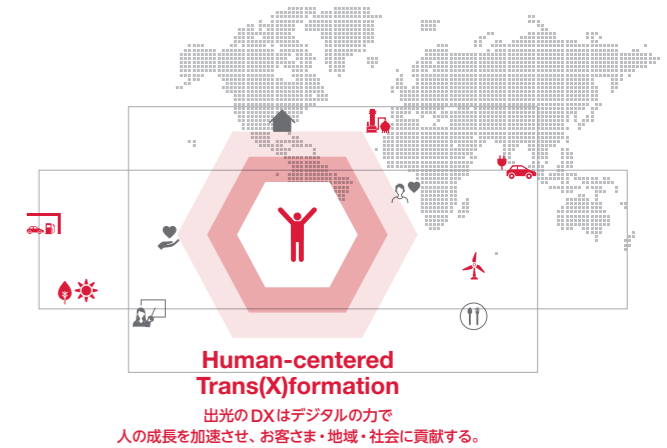 Human-centered
Trans(X)formation
出光のDXはデジタルの力で
人の成長を加速させ、お客さま・地域・社会に貢献する。